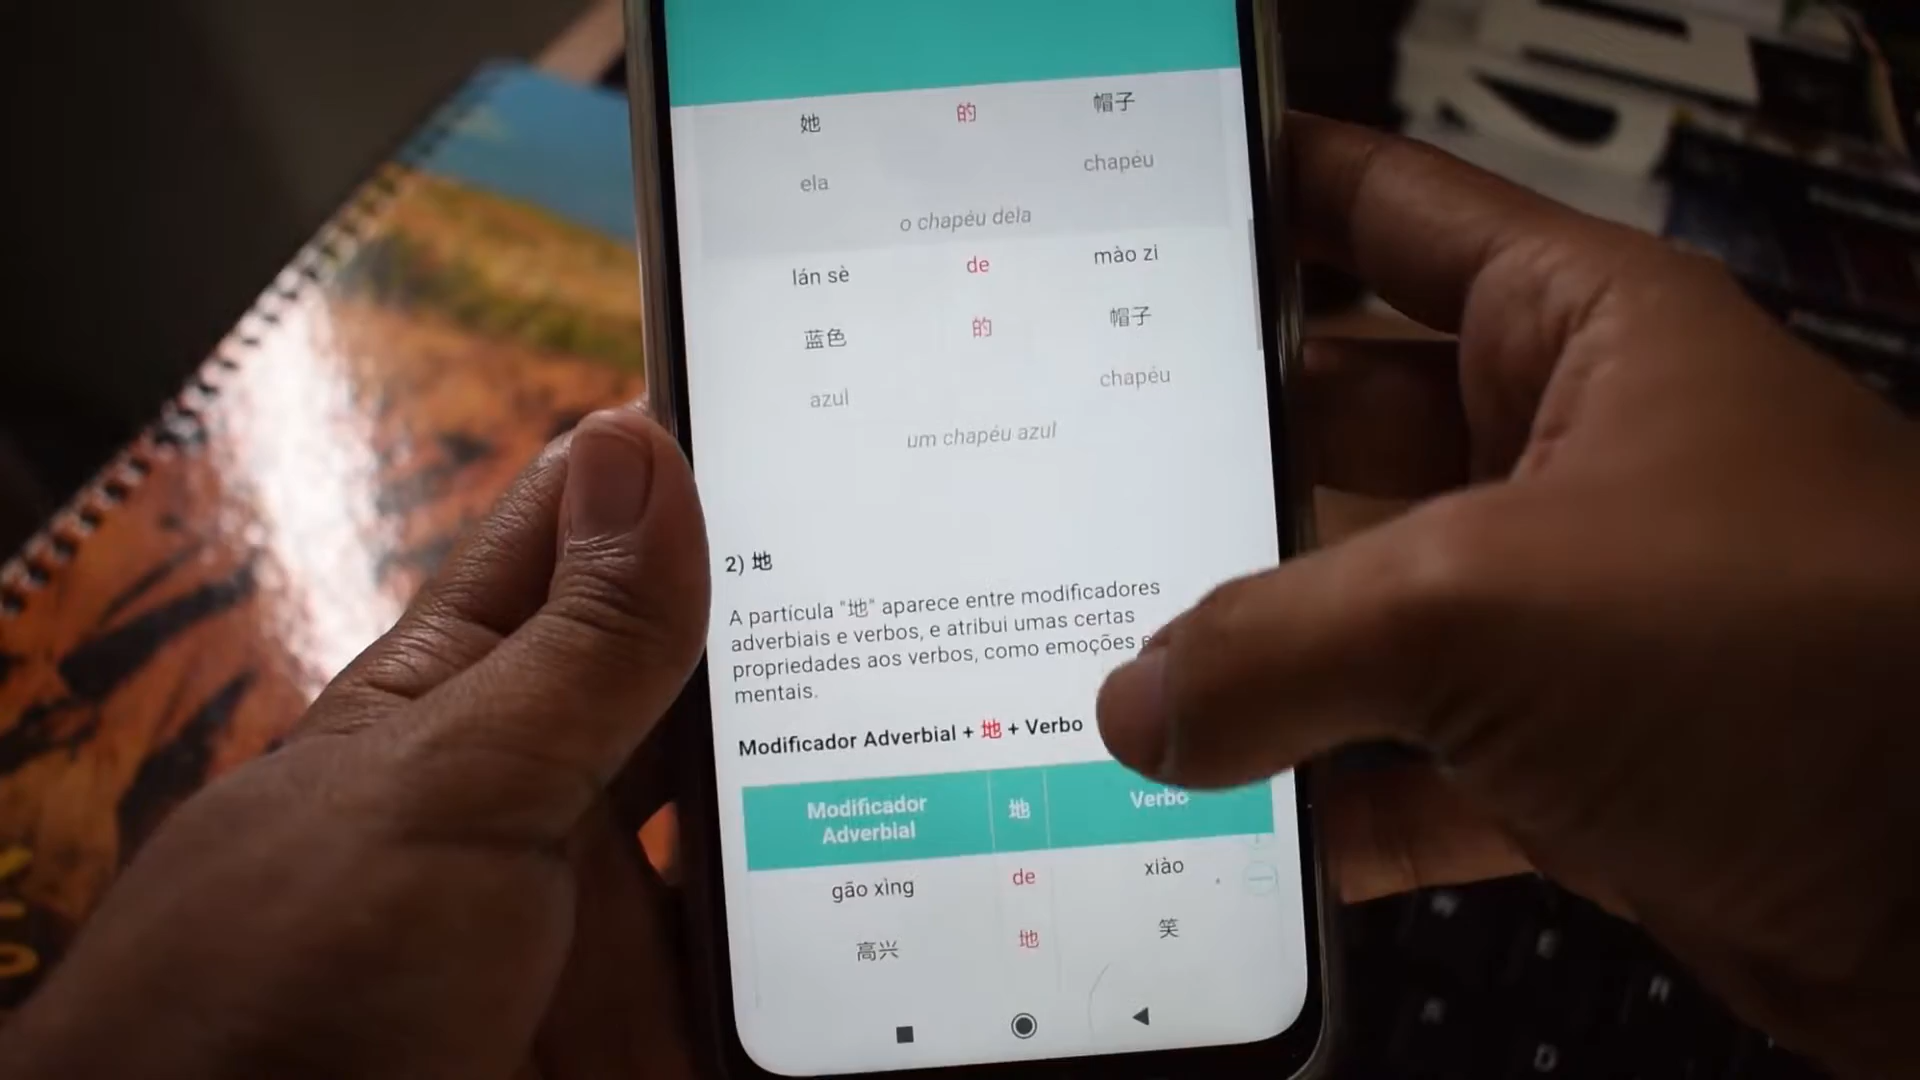 她 的 帽子
ela chapéu
o chapéu dela
lán sè de mào zi
蓝色 的 帽子
azul chapéu
um chapéu azul
2) 地
A partícula "地" aparece entre modificadores
adverbiais e verbos, e atribui umas certas
propriedades aos verbos, como emoções e
mentais.
Modificador Adverbial + 地 + Verbo
Modificador
Adverbial 地 Verbo
gāo xìng de xiào
高兴 地 笑
W
E
R
D